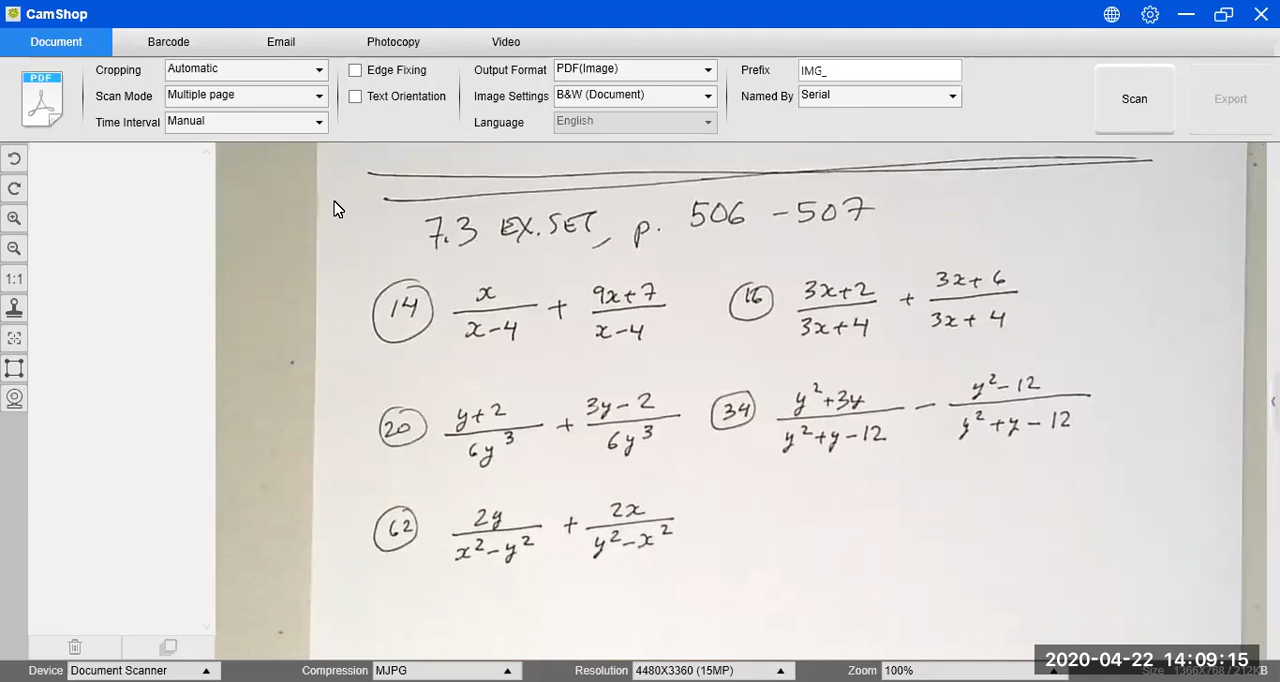 CamShop
Document Barcode Email Photocopy Video
PDF
Cropping Automatic
Scan Mode Multiple page
Time Interval Manual
Edge Fixing
Text Orientation
Output Format PDF(Image)
Image Settings B&W (Document)
Language English
Prefix IMG_
Named By Serial
Scan
Export
1:1
7.3 EX. SET, p. 506 - 507
14 x/(x-4) + (9x+7)/(x-4) 16 (3x+2)/(3x+4) + (3x+6)/(3x+4)
20 (y+2)/(6y^3) + (3y-2)/(6y^3) 34 (y^2+3y)/(y^2+y-12) - (y^2-12)/(y^2+y-12)
62 2y/(x^2-y^2) + 2x/(y^2-x^2)
2020-04-22 14:09:15
Device Document Scanner Compression MJPG Resolution 4480X3360 (15MP) Zoom 100%